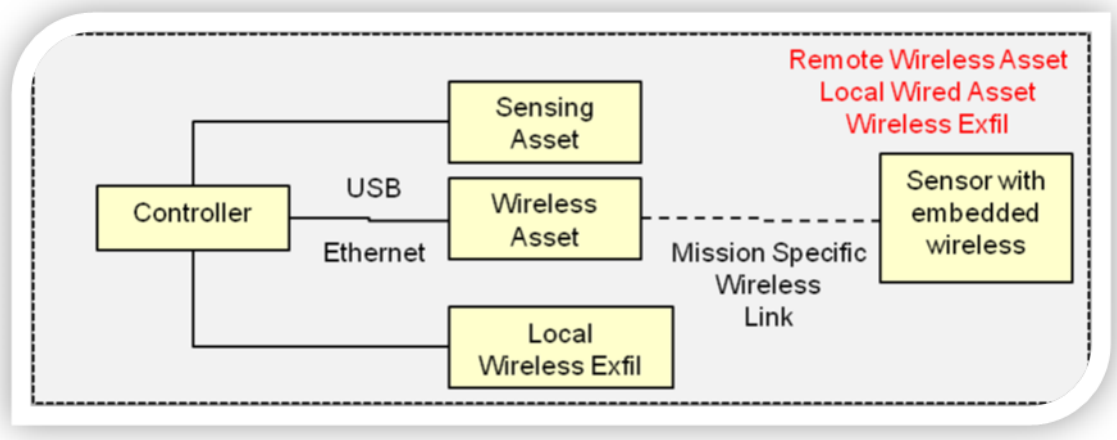 Remote Wireless Asset
Local Wired Asset
Wireless Exfil
Sensing
Asset
Controller
USB
Ethernet
Wireless
Asset
Mission Specific
Wireless
Link
Sensor with
embedded
wireless
Local
Wireless Exfil